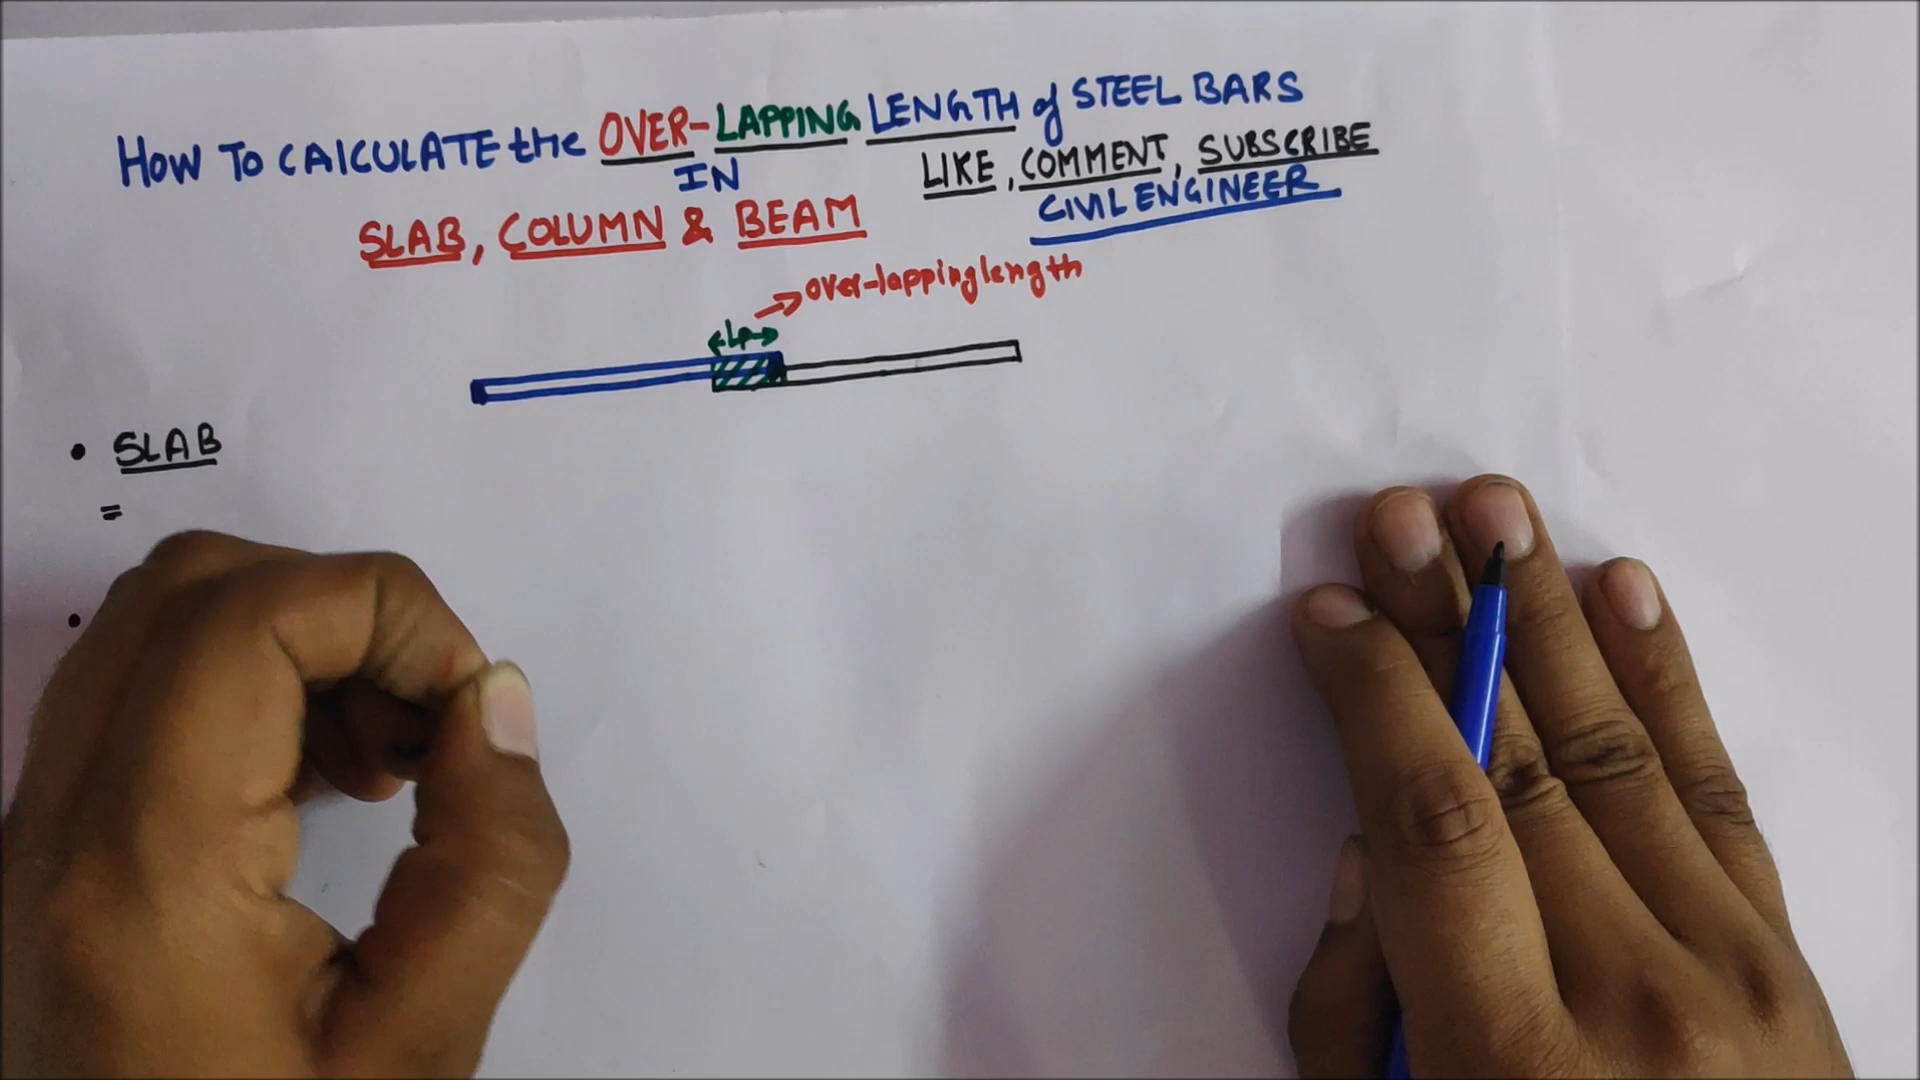 HOW TO CALCULATE the OVER-LAPPING LENGTH of STEEL BARS
IN
SLAB, COLUMN & BEAM
LIKE, COMMENT, SUBSCRIBE
CIVIL ENGINEER
over-lapping length
• SLAB
=
•